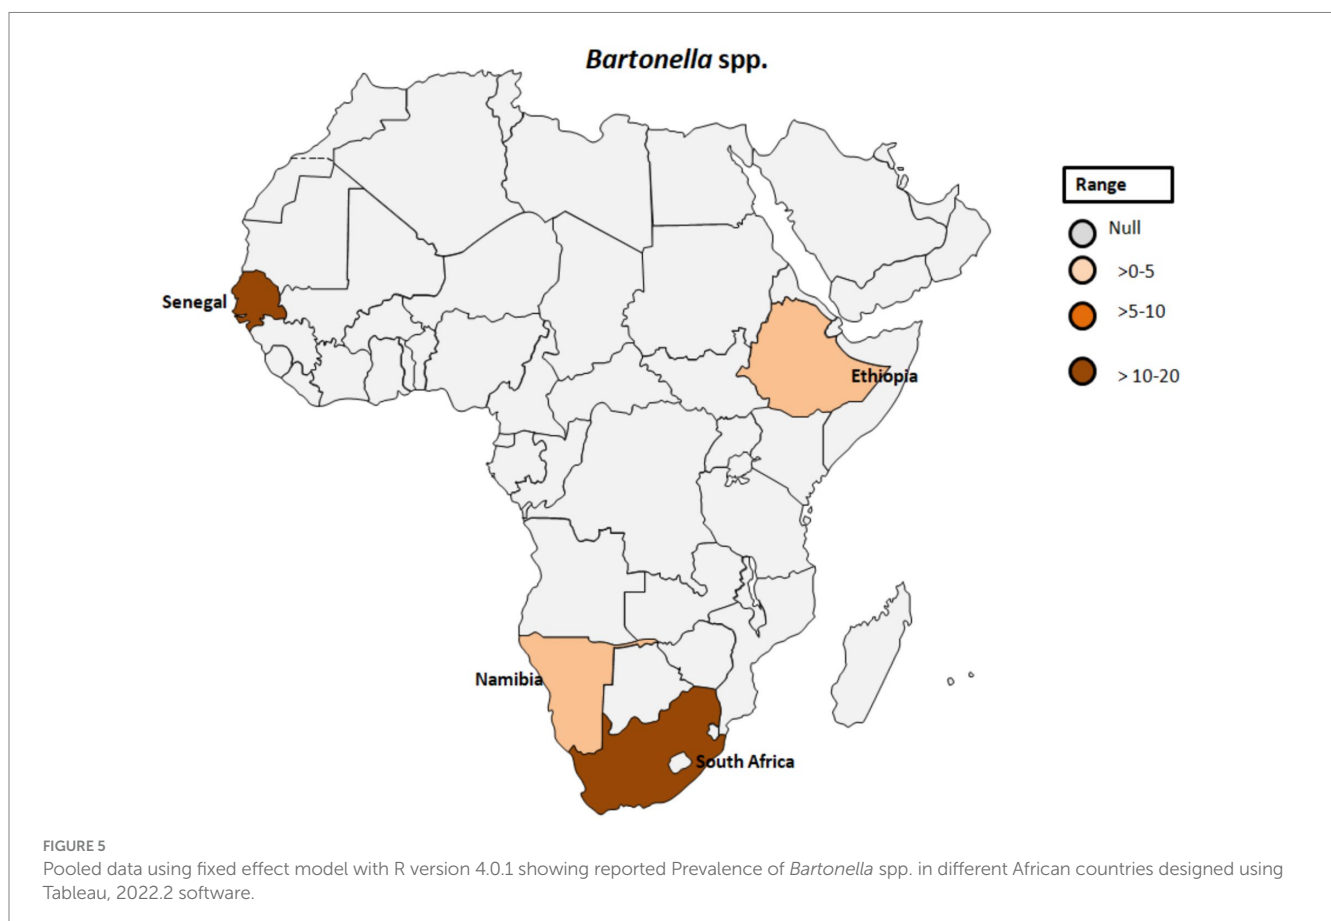 Bartonella spp.
Range
Null
>0-5
>5-10
> 10-20
Senegal
Ethiopia
Namibia
South Africa
FIGURE 5
Pooled data using fixed effect model with R version 4.0.1 showing reported Prevalence of Bartonella spp. in different African countries designed using
Tableau, 2022.2 software.